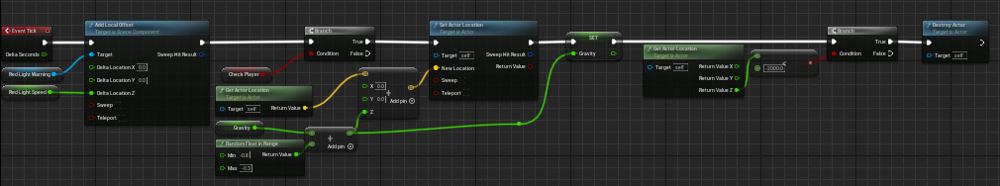 Event Tick
Delta Seconds
Red Light Warning
Red Light Speed
Add Local Offset
Target is Scene Component
Target
Sweep Hit Result
Delta Location X 0.0
Delta Location Y 0.0
Delta Location Z
Sweep
Teleport
Branch
Condition
True
False
Check Player
Get Actor Location
Target is Actor
Target self
Return Value
Gravity
Random Float in Range
Min -0.8
Return Value
Max -0.3
X 0.0
Y 0.0
Add pin
Z
+
Add pin
Set Actor Location
Target is Actor
Target self
Sweep Hit Result
New Location
Return Value
Sweep
Teleport
SET
Gravity
Get Actor Location
Target is Actor
Target self
Return Value X
Return Value Y
Return Value Z
<
-2000.0
Branch
True
Condition
False
Destroy Actor
Target is Actor
Target self